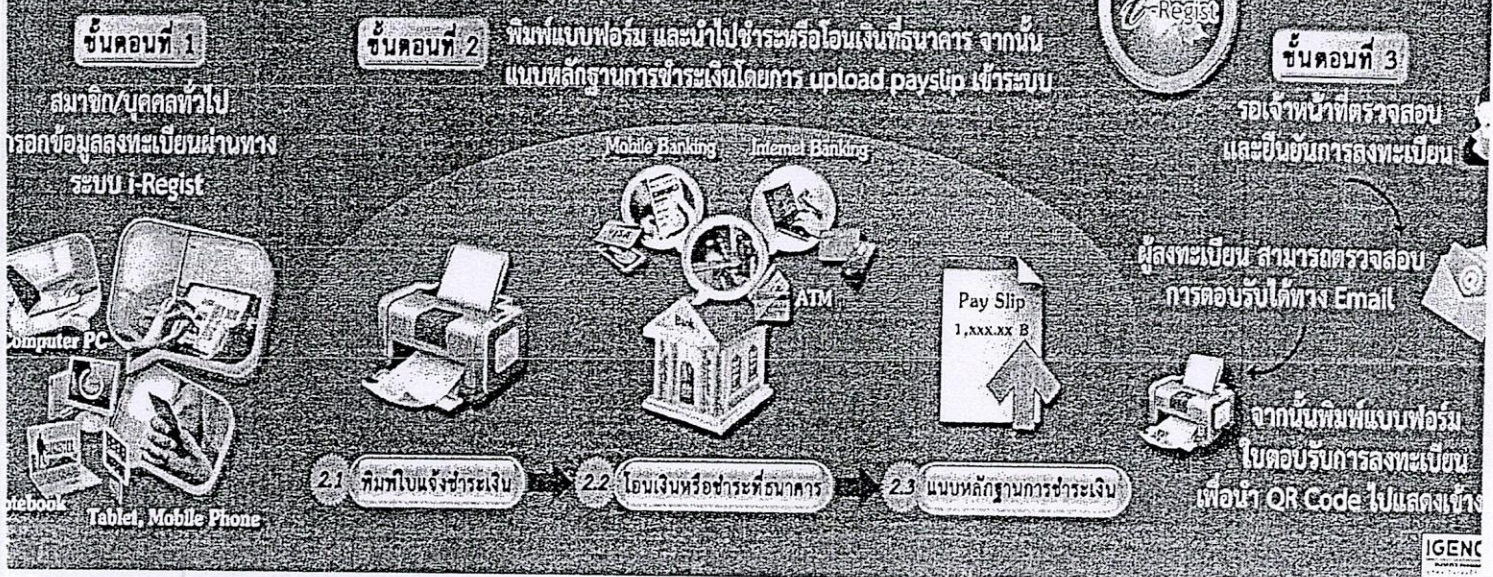 ขั้นตอนที่ 1
สมาชิก/บุคคลทั่วไป
กรอกข้อมูลลงทะเบียนผ่านทาง
ระบบ i-Regist
Computer PC
Notebook
Tablet, Mobile Phone
ขั้นตอนที่ 2
พิมพ์แบบฟอร์ม และนำไปชำระหรือโอนเงินที่ธนาคาร จากนั้น
แนบหลักฐานการชำระเงินโดยการ upload payslip เข้าระบบ
Mobile Banking
Internet Banking
ATM
Bank
Pay Slip
1,xxx.xx B
2.1 พิมพ์ใบแจ้งชำระเงิน
2.2 โอนเงินหรือชำระที่ธนาคาร
2.3 แนบหลักฐานการชำระเงิน
i-Regist
ขั้นตอนที่ 3
รอเจ้าหน้าที่ตรวจสอบ
และยืนยันการลงทะเบียน
ผู้ลงทะเบียน สามารถตรวจสอบ
การตอบรับได้ทาง Email
จากนั้นพิมพ์แบบฟอร์ม
ใบตอบรับการลงทะเบียน
เพื่อนำ QR Code ไปแสดงเข้าง
IGENC